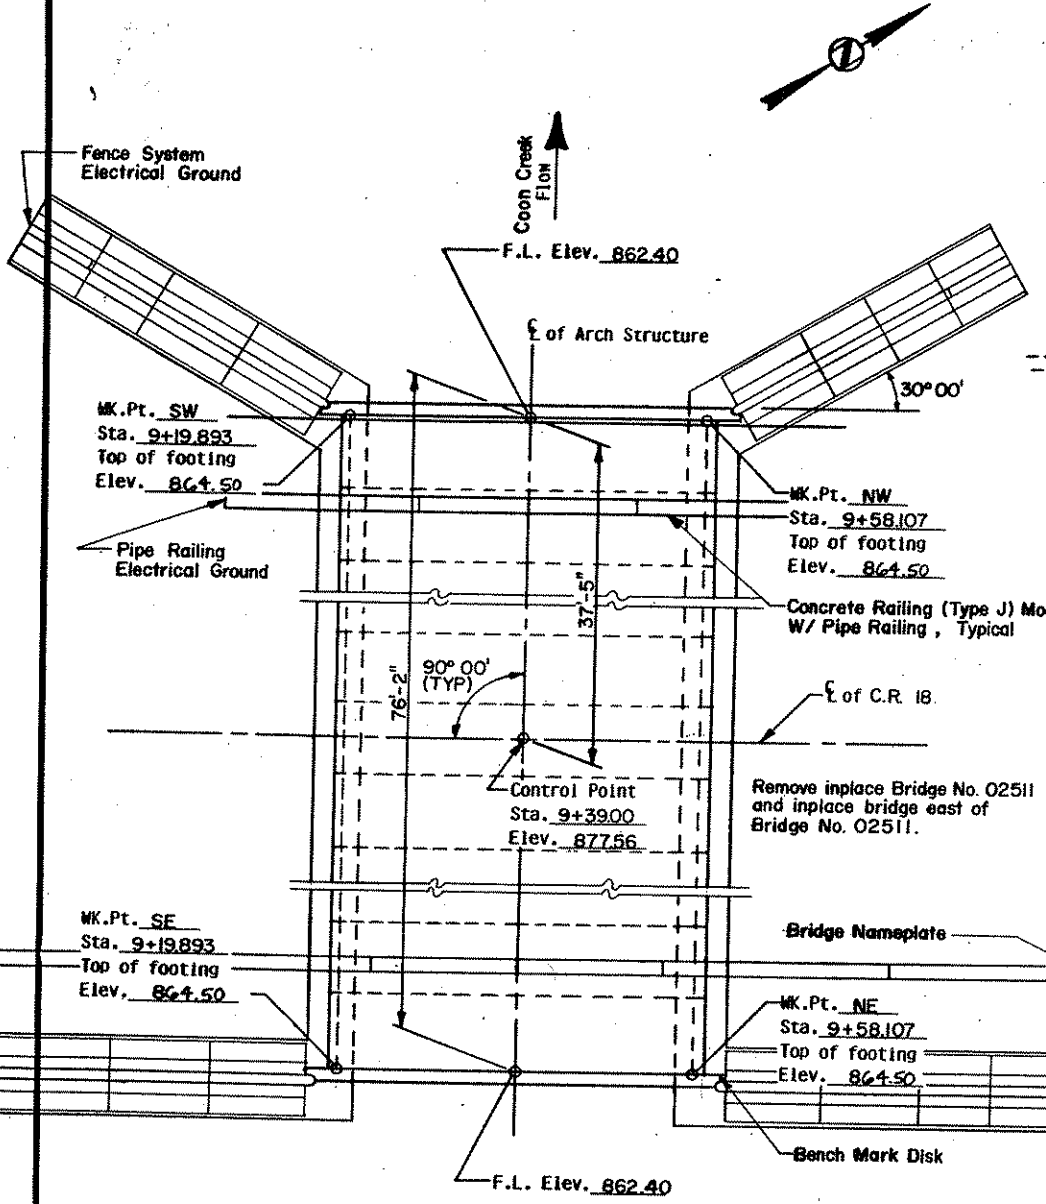 Fence System
Electrical Ground
Coon Creek
Flow
F.L. Elev. 862.40
℄ of Arch Structure
30°00'
WK.Pt. SW
Sta. 9+19.893
Top of footing
Elev. 864.50
WK.Pt. NW
Sta. 9+58.107
Top of footing
Elev. 864.50
Pipe Railing
Electrical Ground
Concrete Railing (Type J) Mo
W/ Pipe Railing , Typical
37'-5"
76'-2"
90°00'
(TYP)
℄ of C.R. 18
Control Point
Sta. 9+39.00
Elev. 877.56
Remove inplace Bridge No. 02511
and inplace bridge east of
Bridge No. 02511.
WK.Pt. SE
Sta. 9+19.893
Top of footing
Elev. 864.50
Bridge Nameplate
WK.Pt. NE
Sta. 9+58.107
Top of footing
Elev. 864.50
Bench Mark Disk
F.L. Elev. 862.40